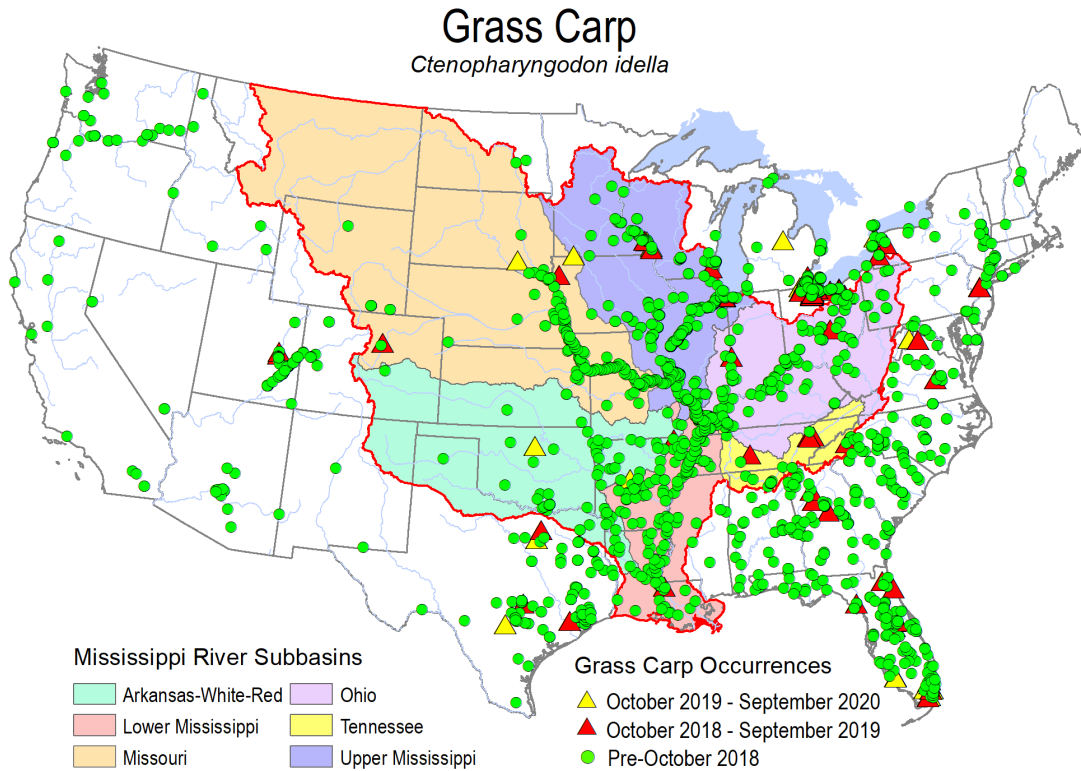 Grass Carp
Ctenopharyngodon idella
Mississippi River Subbasins
Arkansas-White-Red
Ohio
Lower Mississippi
Tennessee
Missouri
Upper Mississippi
Grass Carp Occurrences
October 2019 - September 2020
October 2018 - September 2019
Pre-October 2018